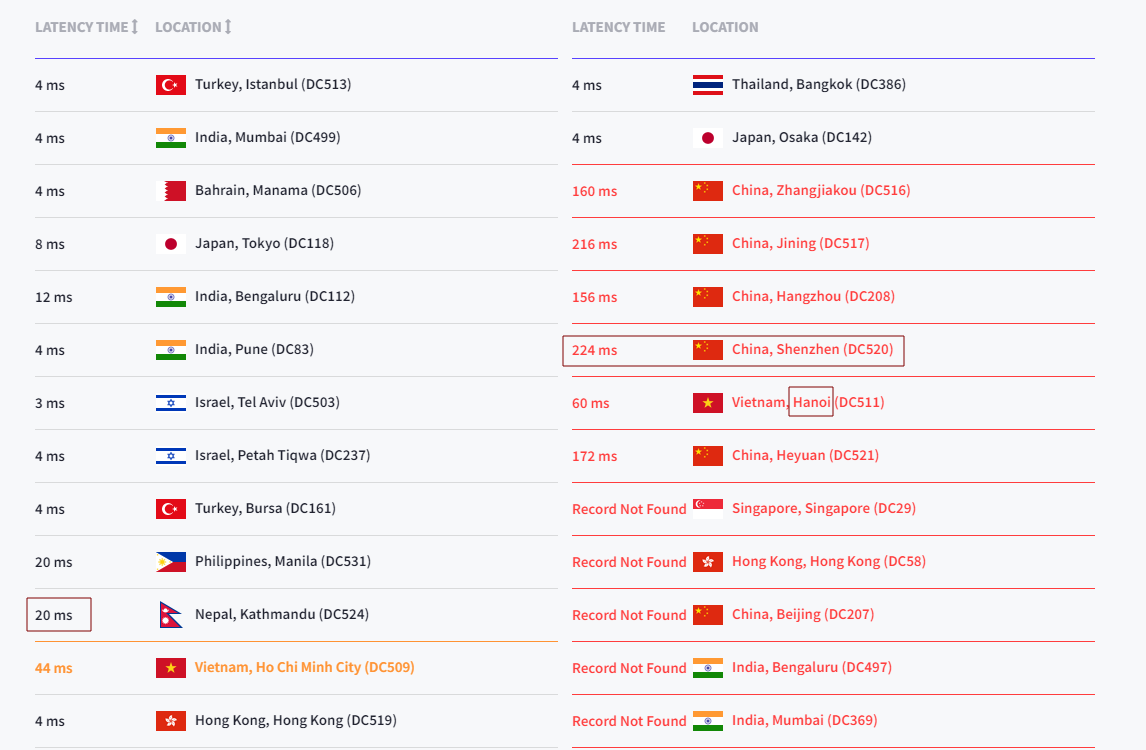 LATENCY TIME LOCATION
4 ms Turkey, Istanbul (DC513)
4 ms India, Mumbai (DC499)
4 ms Bahrain, Manama (DC506)
8 ms Japan, Tokyo (DC118)
12 ms India, Bengaluru (DC112)
4 ms India, Pune (DC83)
3 ms Israel, Tel Aviv (DC503)
4 ms Israel, Petah Tiqwa (DC237)
4 ms Turkey, Bursa (DC161)
20 ms Philippines, Manila (DC531)
20 ms Nepal, Kathmandu (DC524)
44 ms Vietnam, Ho Chi Minh City (DC509)
4 ms Hong Kong, Hong Kong (DC519)
LATENCY TIME LOCATION
4 ms Thailand, Bangkok (DC386)
4 ms Japan, Osaka (DC142)
160 ms China, Zhangjiakou (DC516)
216 ms China, Jining (DC517)
156 ms China, Hangzhou (DC208)
224 ms China, Shenzhen (DC520)
60 ms Vietnam, Hanoi (DC511)
172 ms China, Heyuan (DC521)
Record Not Found Singapore, Singapore (DC29)
Record Not Found Hong Kong, Hong Kong (DC58)
Record Not Found China, Beijing (DC207)
Record Not Found India, Bengaluru (DC497)
Record Not Found India, Mumbai (DC369)